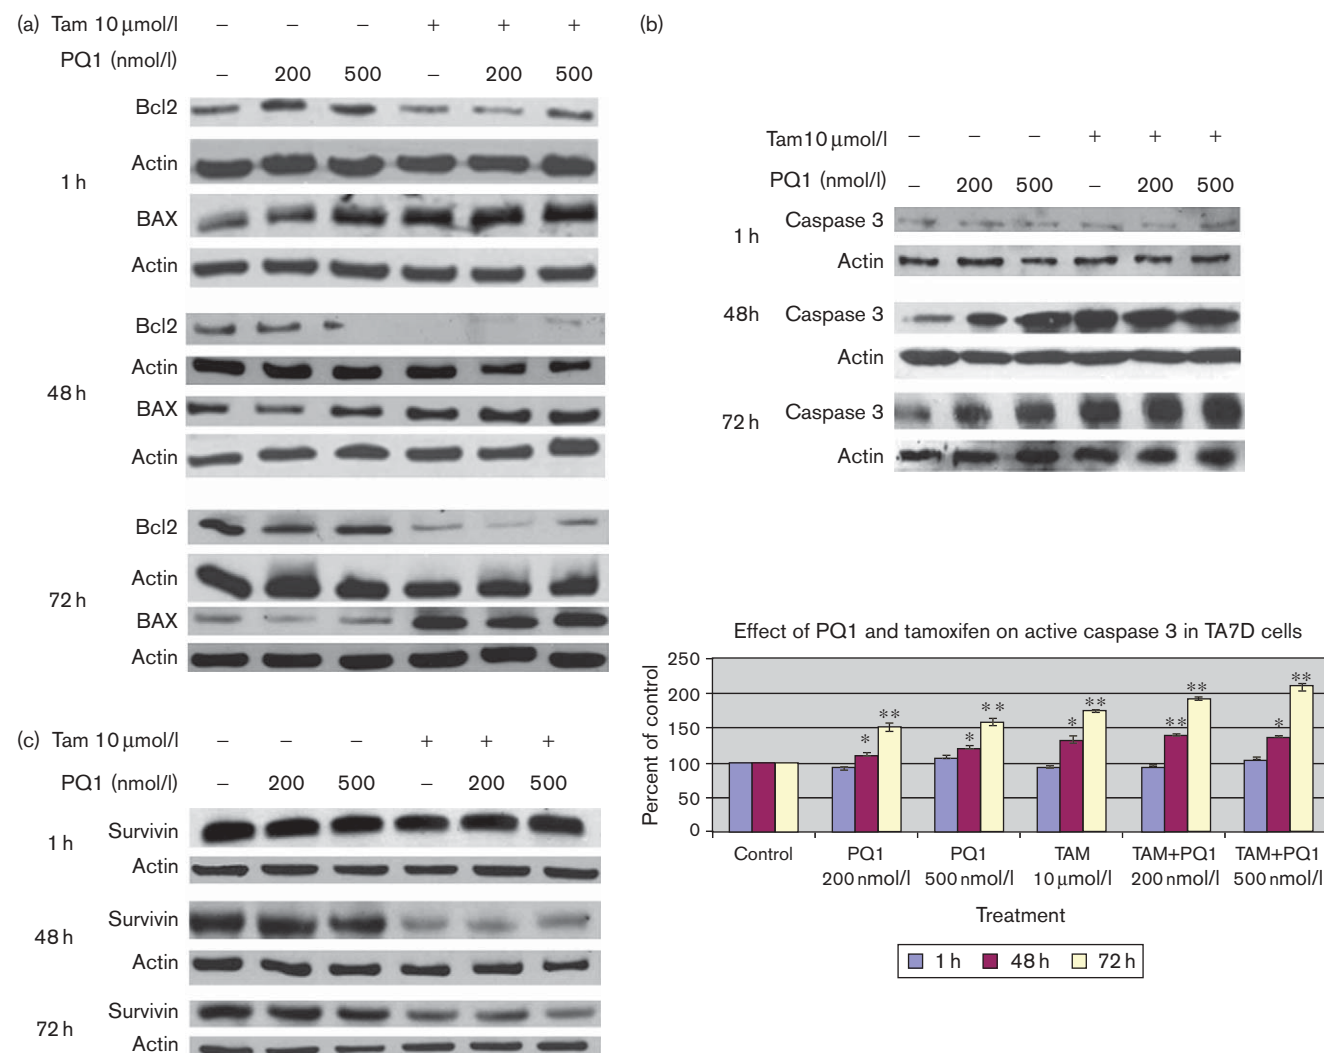 (a) Tam 10 μmol/l − − − + + +
PQ1 (nmol/l) − 200 500 − 200 500
1 h
Bcl2
Actin
BAX
Actin
48 h
Bcl2
Actin
BAX
Actin
72 h
Bcl2
Actin
BAX
Actin
(b)
Tam10 μmol/l − − − + + +
PQ1 (nmol/l) − 200 500 − 200 500
1 h
Caspase 3
Actin
48h Caspase 3
Actin
72 h
Caspase 3
Actin
Effect of PQ1 and tamoxifen on active caspase 3 in TA7D cells
Percent of control
250
200
150
100
50
0
* ** * ** * ** ** ** * **
Control
PQ1
200 nmol/l
PQ1
500 nmol/l
TAM
10 μmol/l
TAM+PQ1
200 nmol/l
TAM+PQ1
500 nmol/l
Treatment
1 h 48 h 72 h
(c) Tam 10 μmol/l − − − + + +
PQ1 (nmol/l) − 200 500 − 200 500
1 h
Survivin
Actin
48 h
Survivin
Actin
72 h
Survivin
Actin